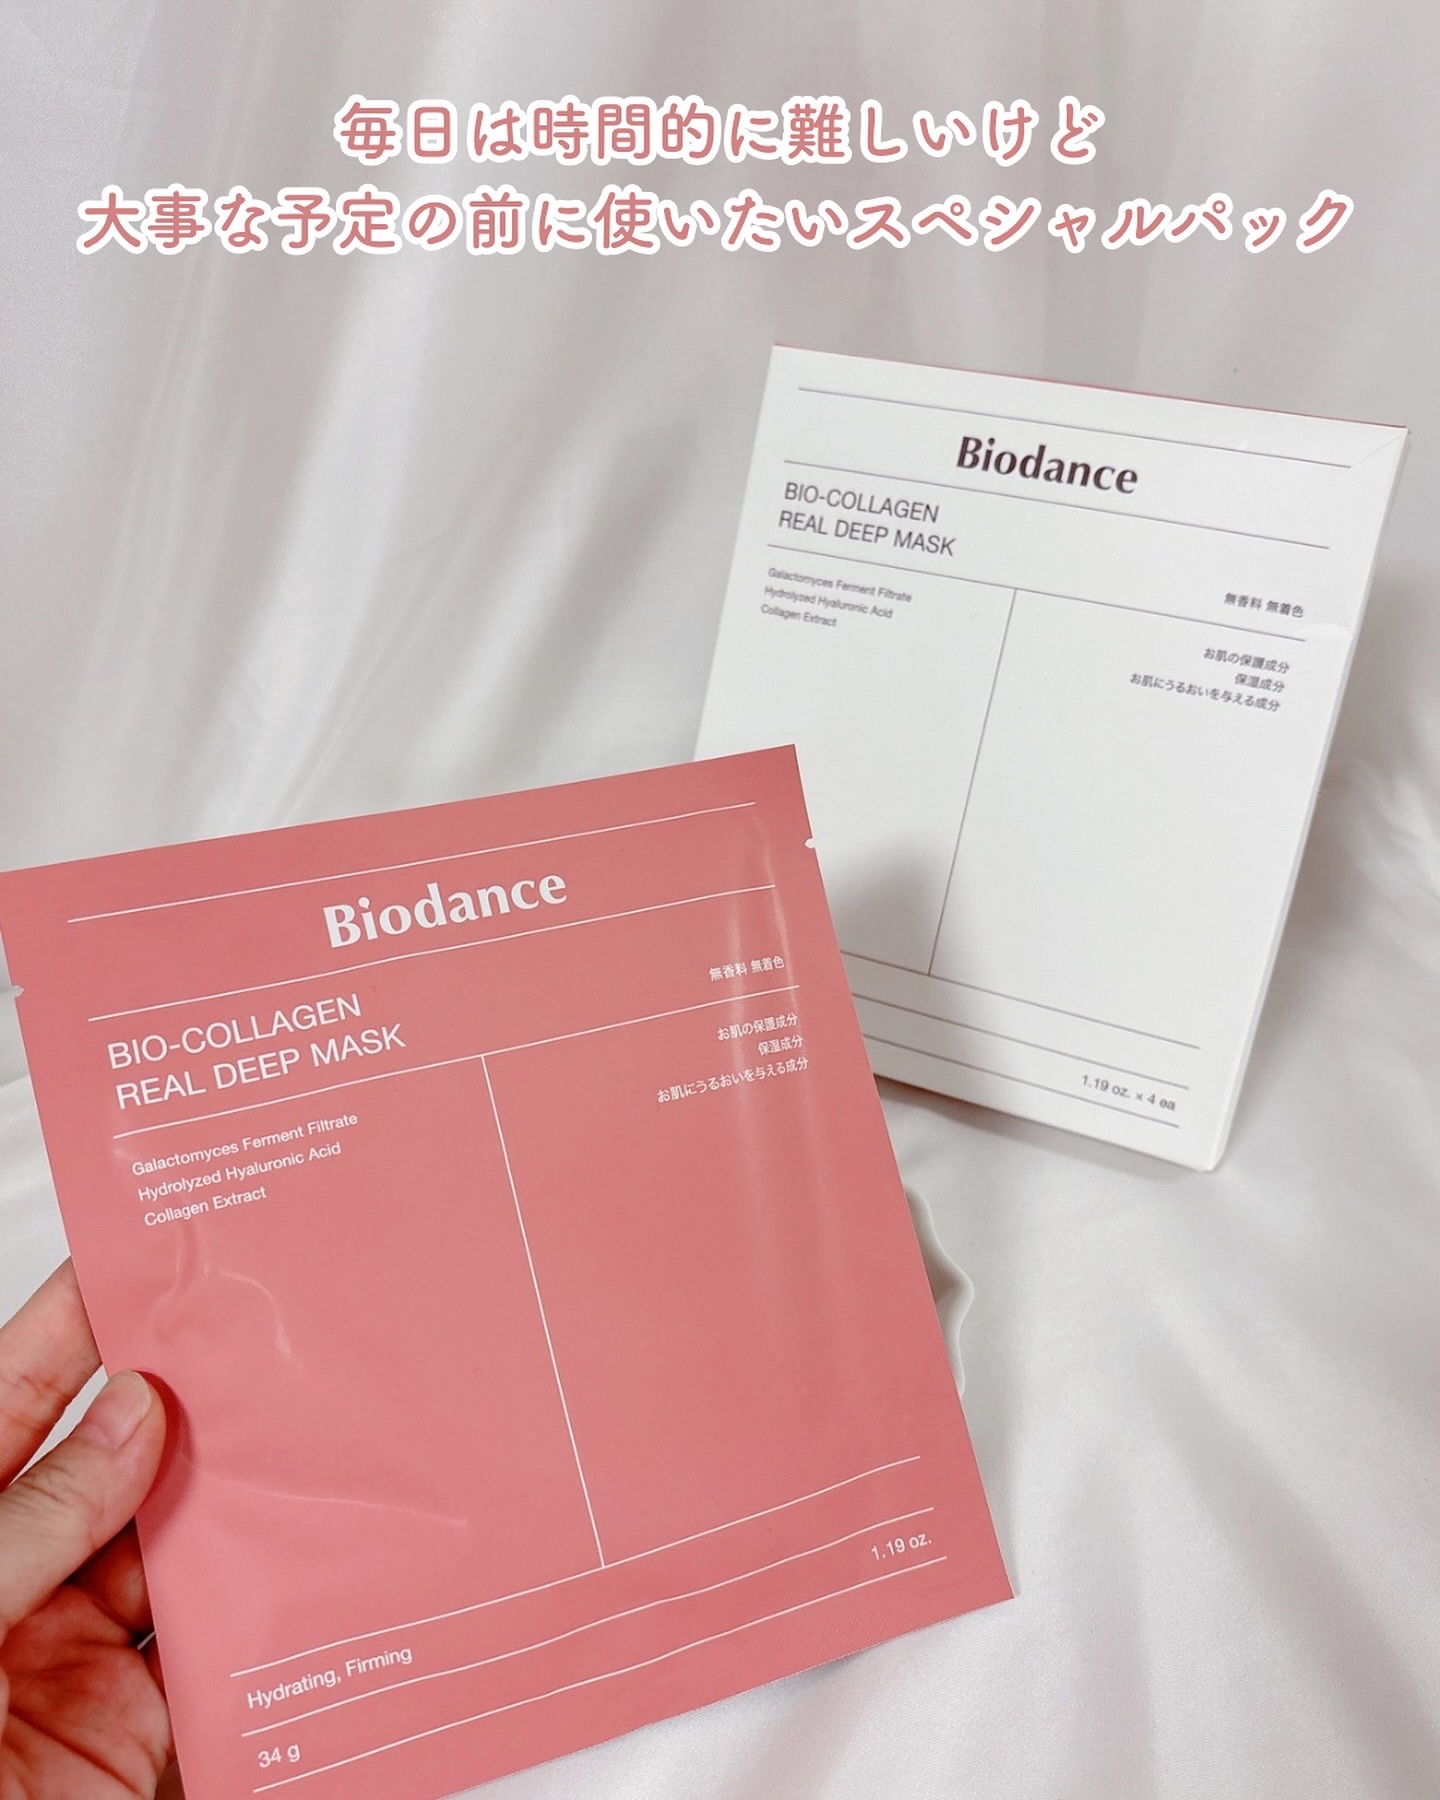 毎日は時間的に難しいけど
大事な予定の前に使いたいスペシャルパック
Biodance
BIO-COLLAGEN
REAL DEEP MASK
無香料 無着色
Galactomyces Ferment Filtrate
Hydrolyzed Hyaluronic Acid
Collagen Extract
お肌の保護成分
保湿成分
お肌にうるおいを与える成分
1.19 oz. × 4 ea
Biodance
無香料 無着色
BIO-COLLAGEN
REAL DEEP MASK
お肌の保護成分
保湿成分
お肌にうるおいを与える成分
Galactomyces Ferment Filtrate
Hydrolyzed Hyaluronic Acid
Collagen Extract
1.19 oz.
Hydrating, Firming
34 g